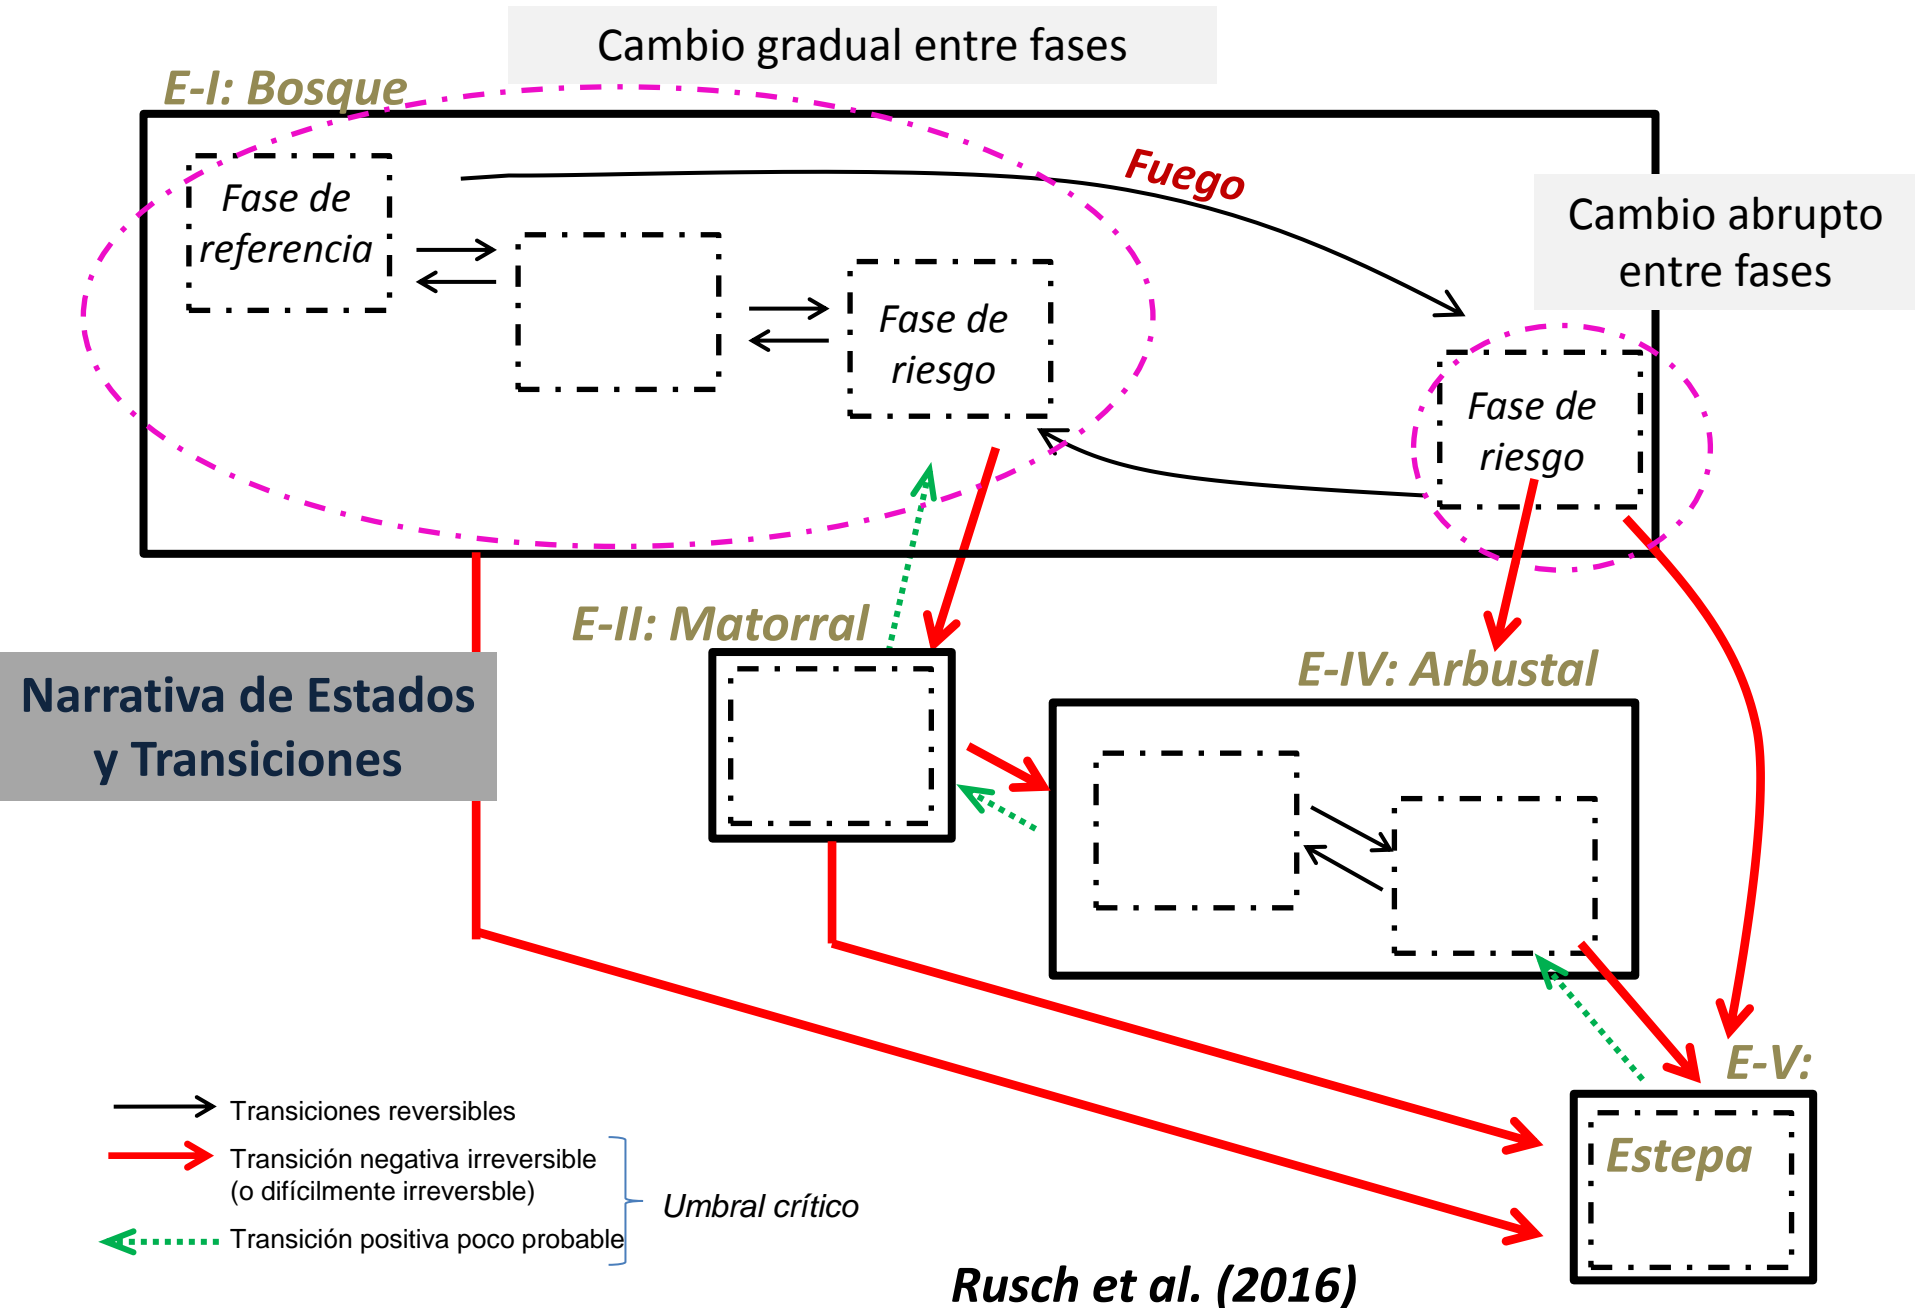 Cambio gradual entre fases
E-I: Bosque
Fuego
Fase de
referencia
Cambio abrupto
entre fases
Fase de
riesgo
Fase de
riesgo
E-II: Matorral
E-IV: Arbustal
Narrativa de Estados
y Transiciones
E-V:
Estepa
Transiciones reversibles
Transición negativa irreversible
(o difícilmente irreversble)
Umbral crítico
Transición positiva poco probable
Rusch et al. (2016)